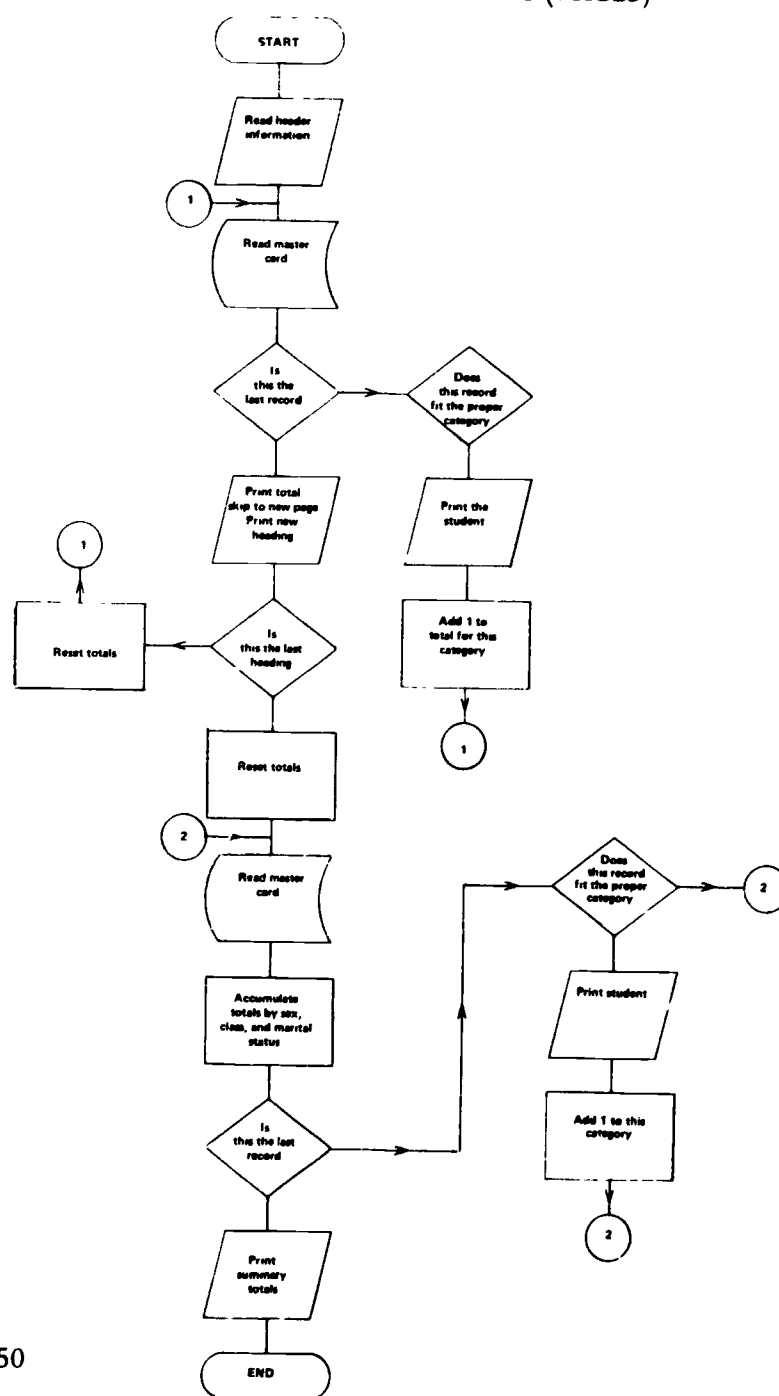 START
Read header
information
1
Read master
card
Is
this the
last record
Does
this record
fit the proper
category
Print total
skip to new page
Print new
heading
Print the
student
1
Reset totals
Is
this the last
heading
Add 1 to
total for this
category
1
Reset totals
2
Read master
card
Does
this record
fit the proper
category
2
Accumulate
totals by sex,
class, and marital
status
Print student
Is
this the last
record
Add 1 to this
category
2
Print
summary
totals
50
END